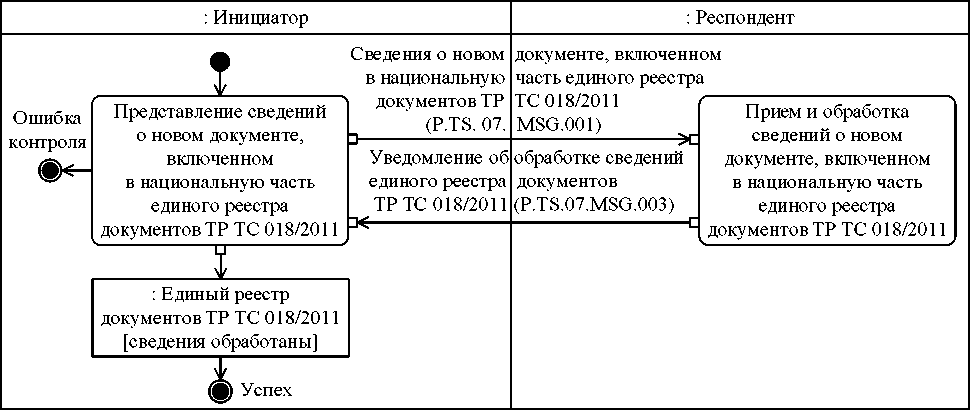 : Инициатор
: Респондент
Сведения о новом документе, включенном
в национальную часть единого реестра
документов ТР ТС 018/2011
(P.TS. 07. MSG.001)
Ошибка
контроля
Представление сведений
о новом документе,
включенном
в национальную часть
единого реестра
документов ТР ТС 018/2011
Уведомление об обработке сведений
единого реестра документов
ТР ТС 018/2011 (P.TS.07.MSG.003)
Прием и обработка
сведений о новом
документе, включенном
в национальную часть
единого реестра
документов ТР ТС 018/2011
: Единый реестр
документов ТР ТС 018/2011
[сведения обработаны]
Успех